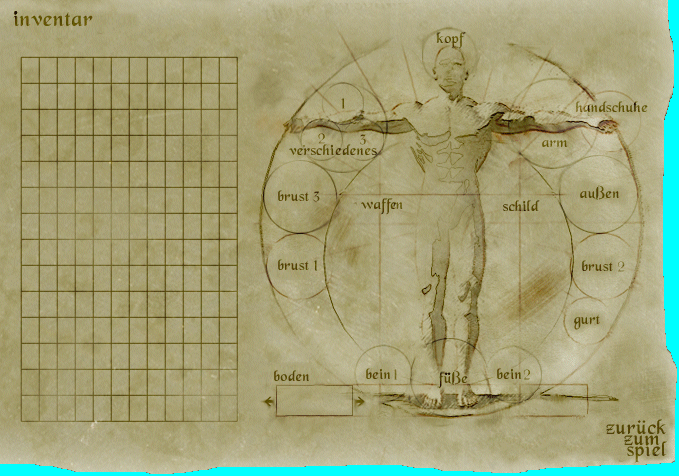 inventar
kopf
1
handschuhe
2 3
verschiedenes
arm
brust 3
waffen
schild
außen
brust 1
brust 2
gurt
boden
bein 1
füße
bein 2
zurück
zum
spiel